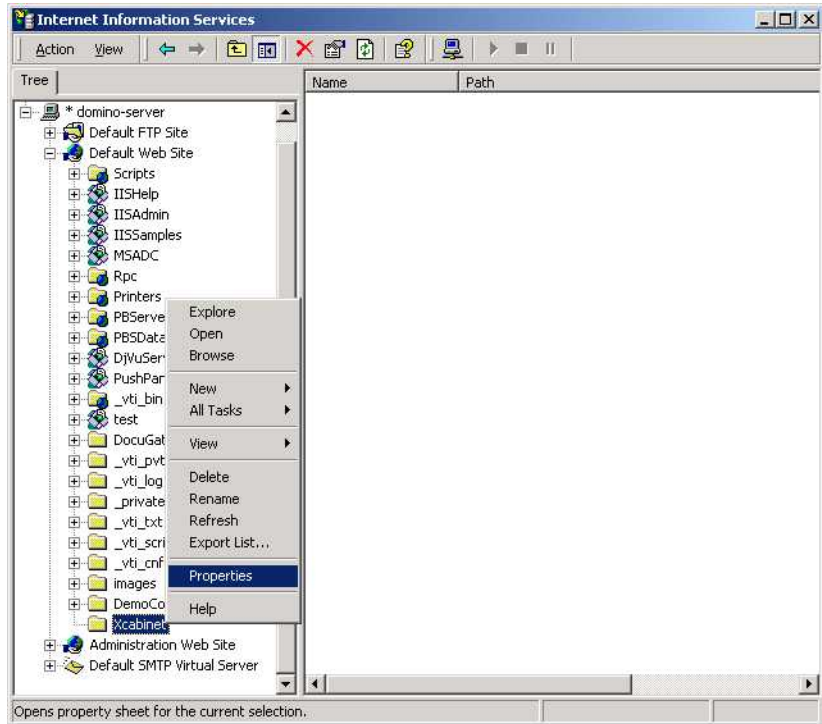 Internet Information Services
Action View
Tree
Name Path
* domino-server
Default FTP Site
Default Web Site
Scripts
IISHelp
IISAdmin
IISSamples
MSADC
Rpc
Printers
PBServe
PBSData
DjVuSer
PushPar
_vti_bin
test
DocuGat
_vti_pvt
_vti_log
_private
_vti_txt
_vti_scri
_vti_cnf
images
DemoCo
Xcabinet
Administration Web Site
Default SMTP Virtual Server
Explore
Open
Browse
New
All Tasks
View
Delete
Rename
Refresh
Export List...
Properties
Help
Opens property sheet for the current selection.